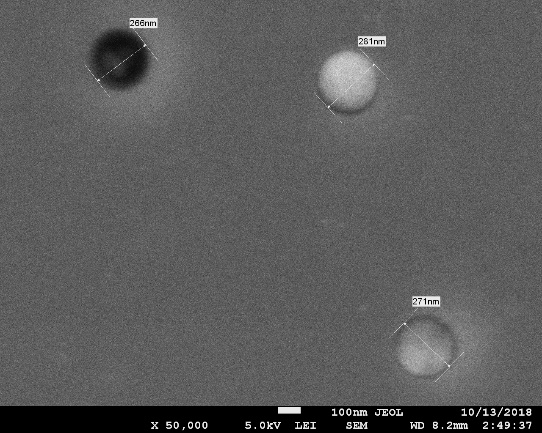 266nm
281nm
271nm
100nm JEOL 10/13/2018
X 50,000 5.0kV LEI SEM WD 8.2mm 2:49:37